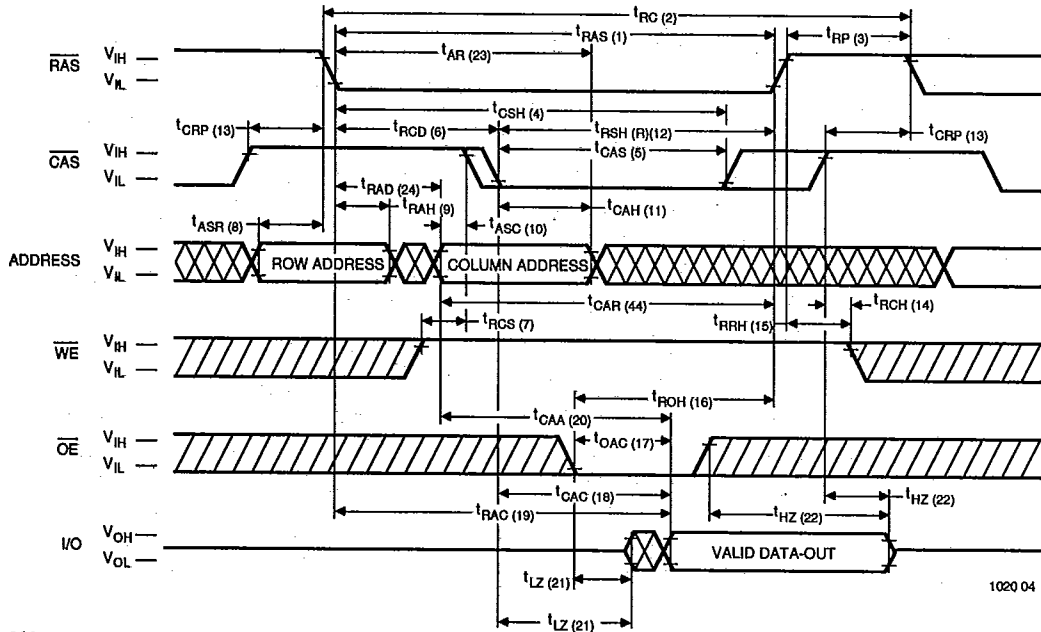 tRC (2)
tRAS (1)
tRP (3)
tAR (23)
RAS
VIH
VIL
tCSH (4)
tCRP (13)
tRCD (6)
tRSH (R)(12)
tCRP (13)
tCAS (5)
CAS
VIH
VIL
tRAD (24)
tRAH (9)
tCAH (11)
tASR (8)
tASC (10)
ADDRESS
VIH
VIL
ROW ADDRESS
COLUMN ADDRESS
tCAR (44)
tRCH (14)
tRCS (7)
tRRH (15)
WE
VIH
VIL
tROH (16)
tCAA (20)
tOAC (17)
OE
VIH
VIL
tCAC (18)
tHZ (22)
tRAC (19)
tHZ (22)
I/O
VOH
VOL
VALID DATA-OUT
tLZ (21)
1020 04
tLZ (21)